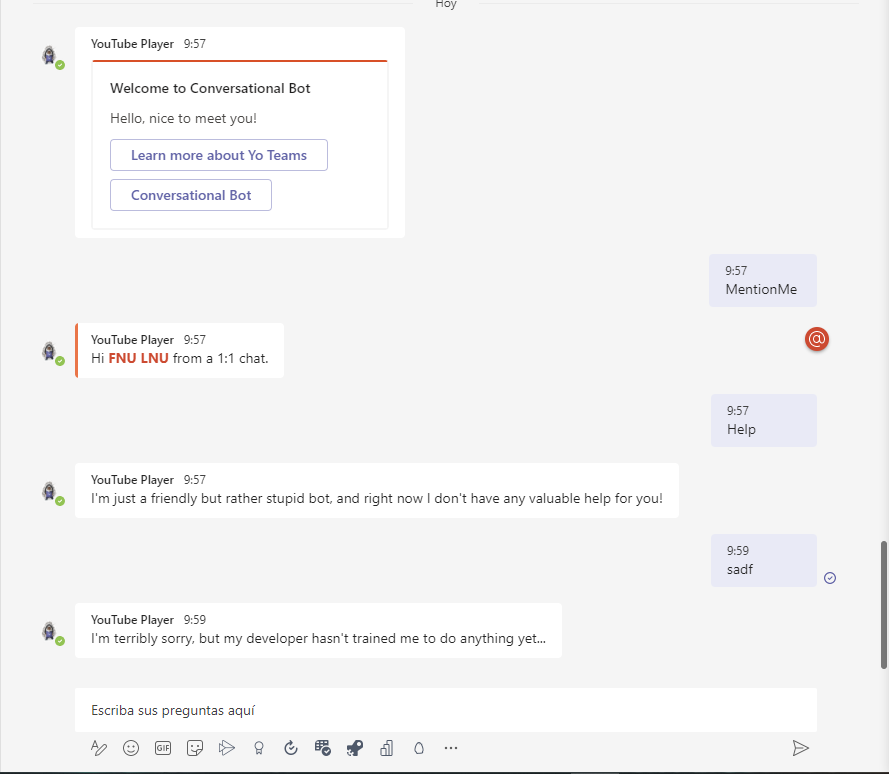 Hoy
YouTube Player 9:57
Welcome to Conversational Bot
Hello, nice to meet you!
Learn more about Yo Teams
Conversational Bot
9:57
MentionMe
YouTube Player 9:57
@
Hi FNU LNU from a 1:1 chat.
9:57
Help
YouTube Player 9:57
I'm just a friendly but rather stupid bot, and right now I don't have any valuable help for you!
9:59
sadf
YouTube Player 9:59
I'm terribly sorry, but my developer hasn't trained me to do anything yet...
Escriba sus preguntas aquí
GIF